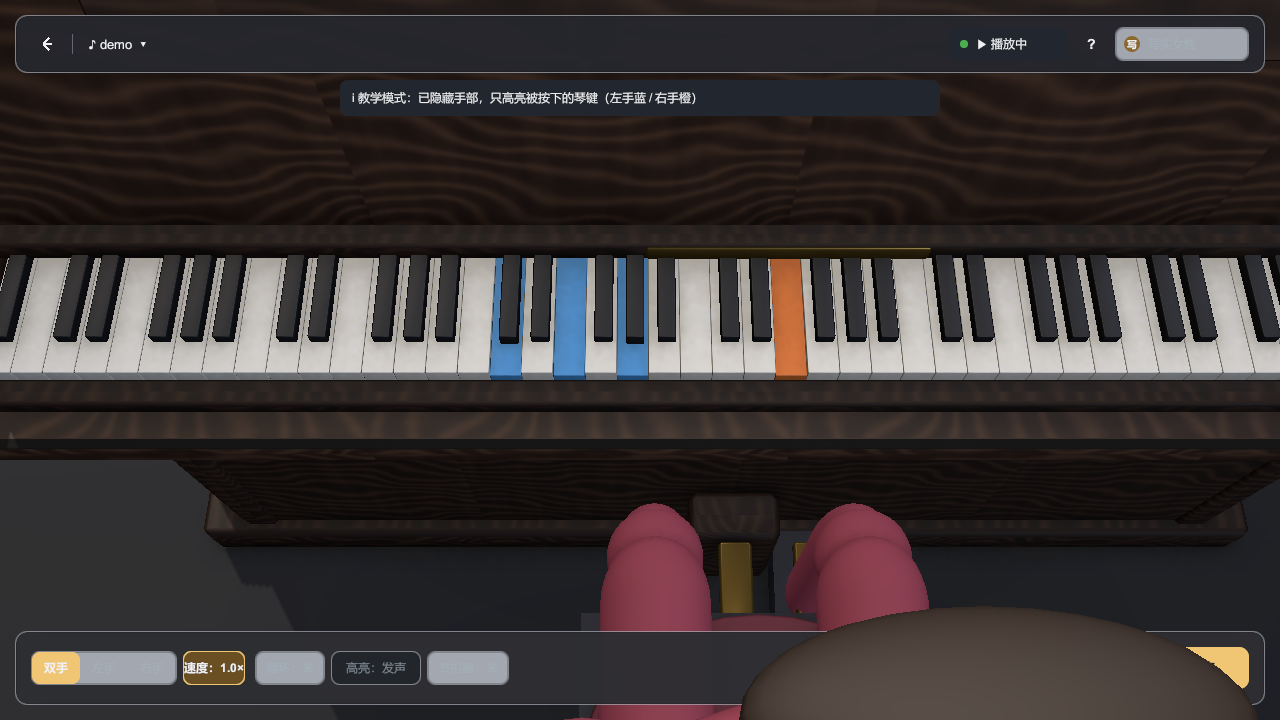 ♪ demo ▼
▶ 播放中
?
写
i 教学模式：已隐藏手部，只高亮被按下的琴键（左手蓝 / 右手橙）
双手
速度：1.0×
高亮：发声